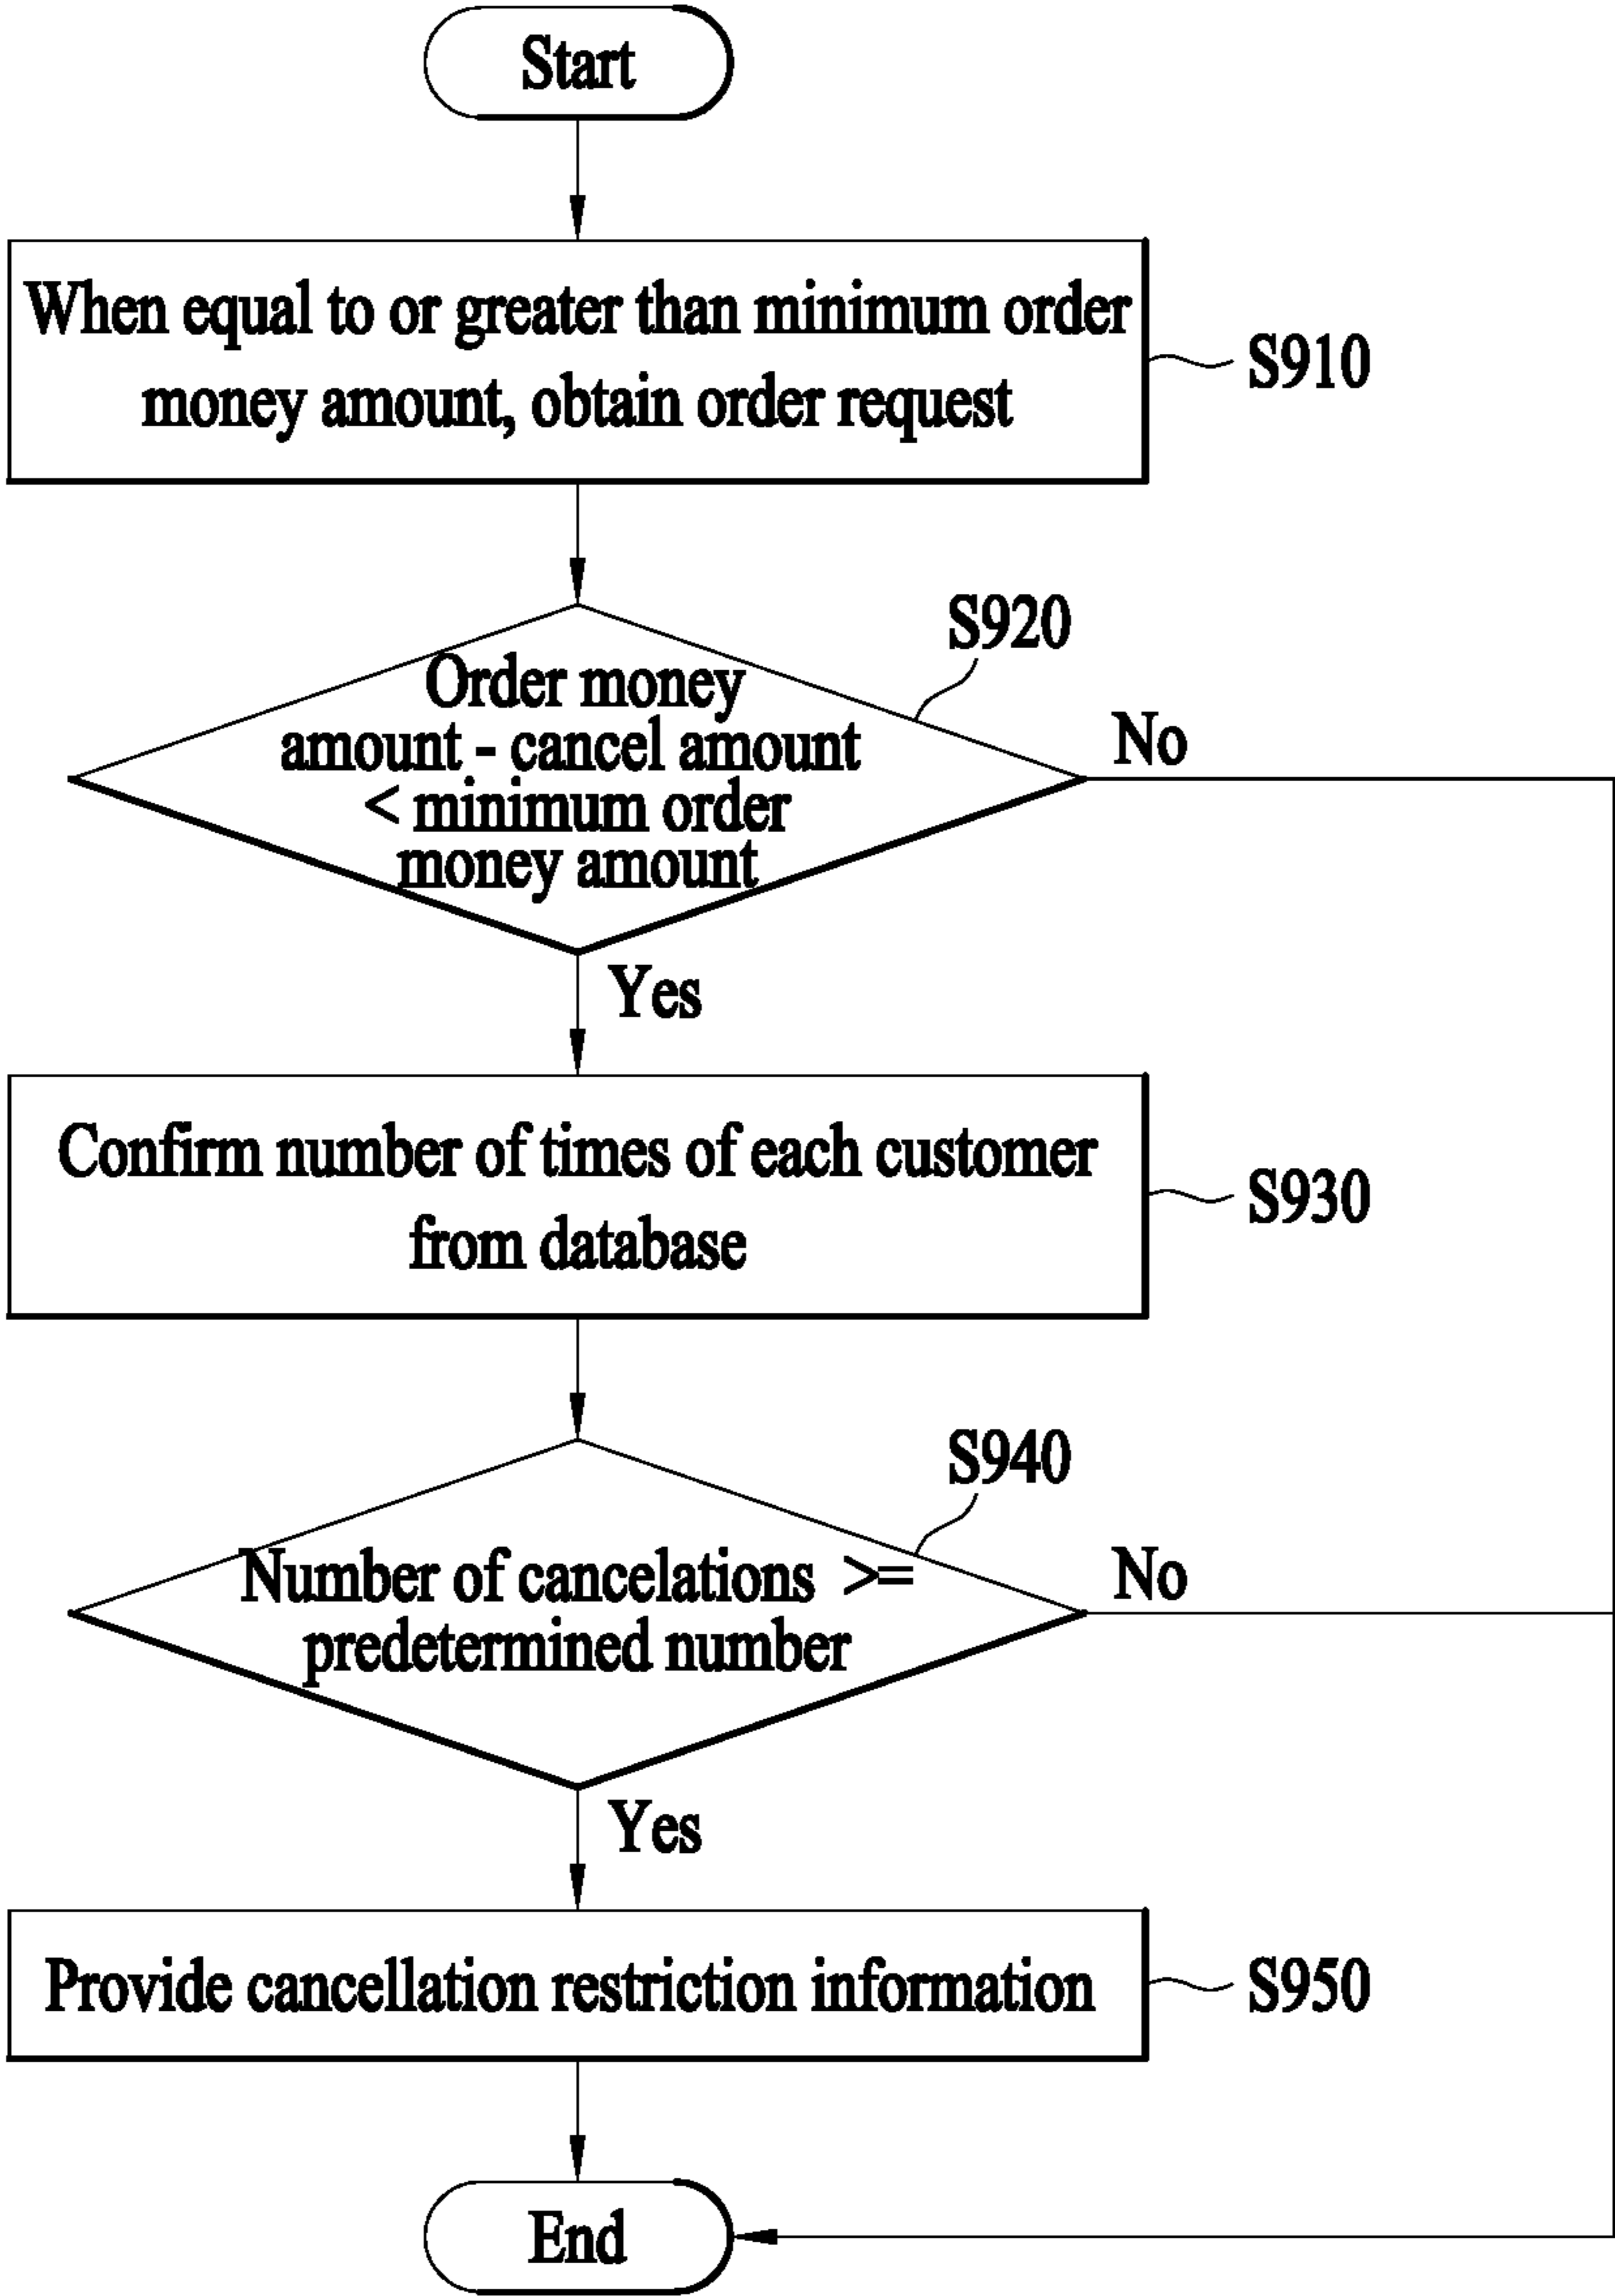 Start
When equal to or greater than minimum order
money amount, obtain order request
S910
S920
Order money
amount - cancel amount
< minimum order
money amount
No
Yes
Confirm number of times of each customer
from database
S930
S940
Number of cancelations >=
predetermined number
No
Yes
Provide cancellation restriction information
S950
End